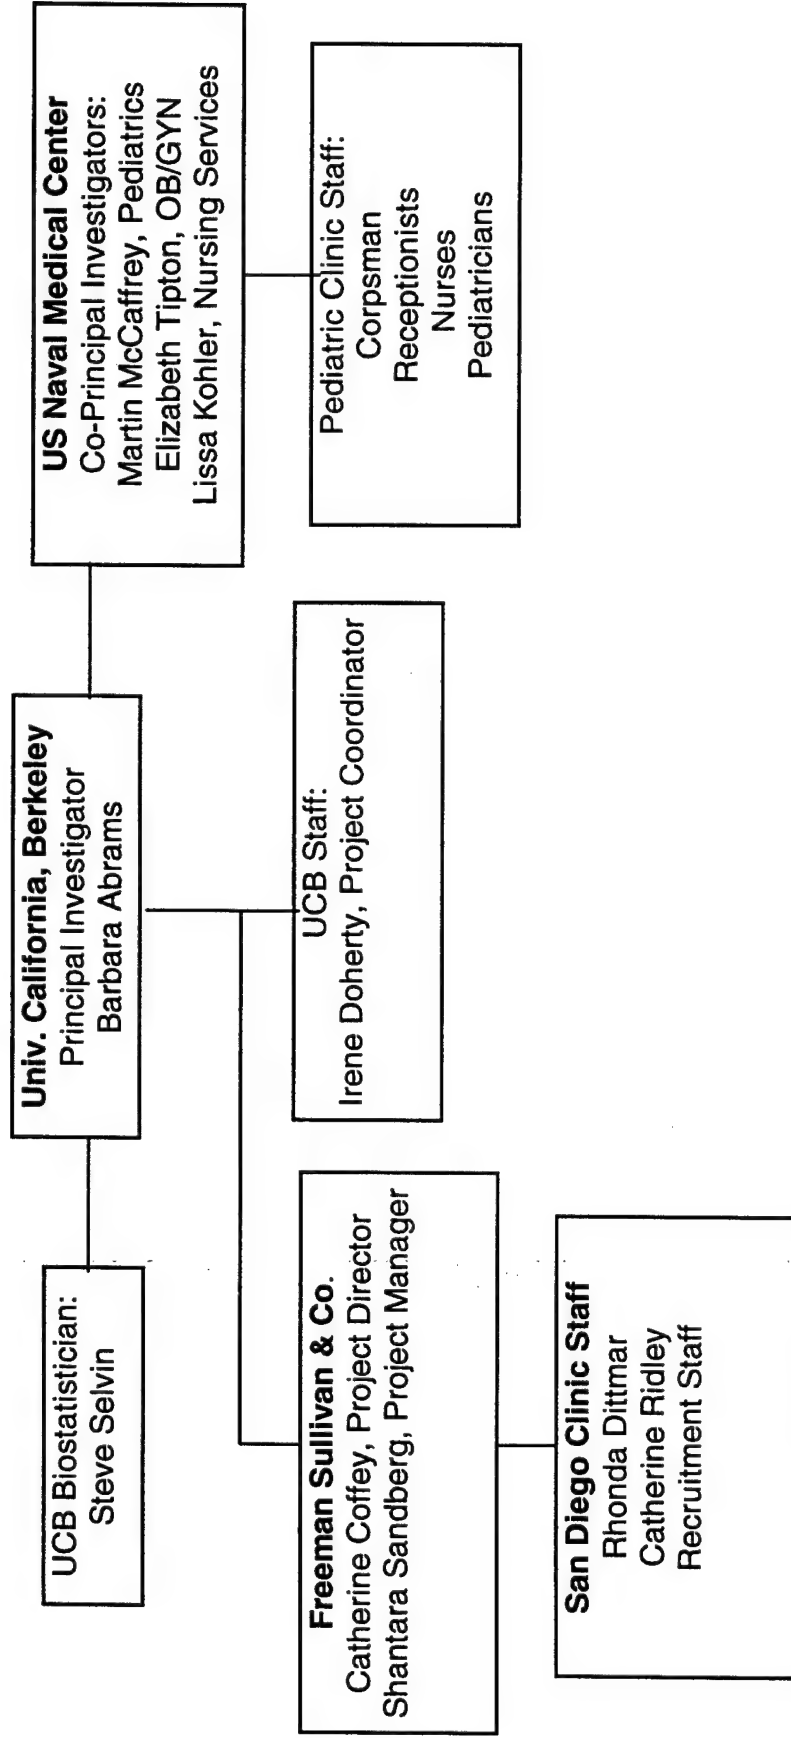 UCB Biostatistician:
Steve Selvin
Univ. California, Berkeley
Principal Investigator
Barbara Abrams
US Naval Medical Center
Co-Principal Investigators:
Martin McCaffrey, Pediatrics
Elizabeth Tipton, OB/GYN
Lissa Kohler, Nursing Services
Freeman Sullivan & Co.
Catherine Coffey, Project Director
Shantara Sandberg, Project Manager
UCB Staff:
Irene Doherty, Project Coordinator
Pediatric Clinic Staff:
Corpsman
Receptionists
Nurses
Pediatricians
San Diego Clinic Staff
Rhonda Dittmar
Catherine Ridley
Recruitment Staff